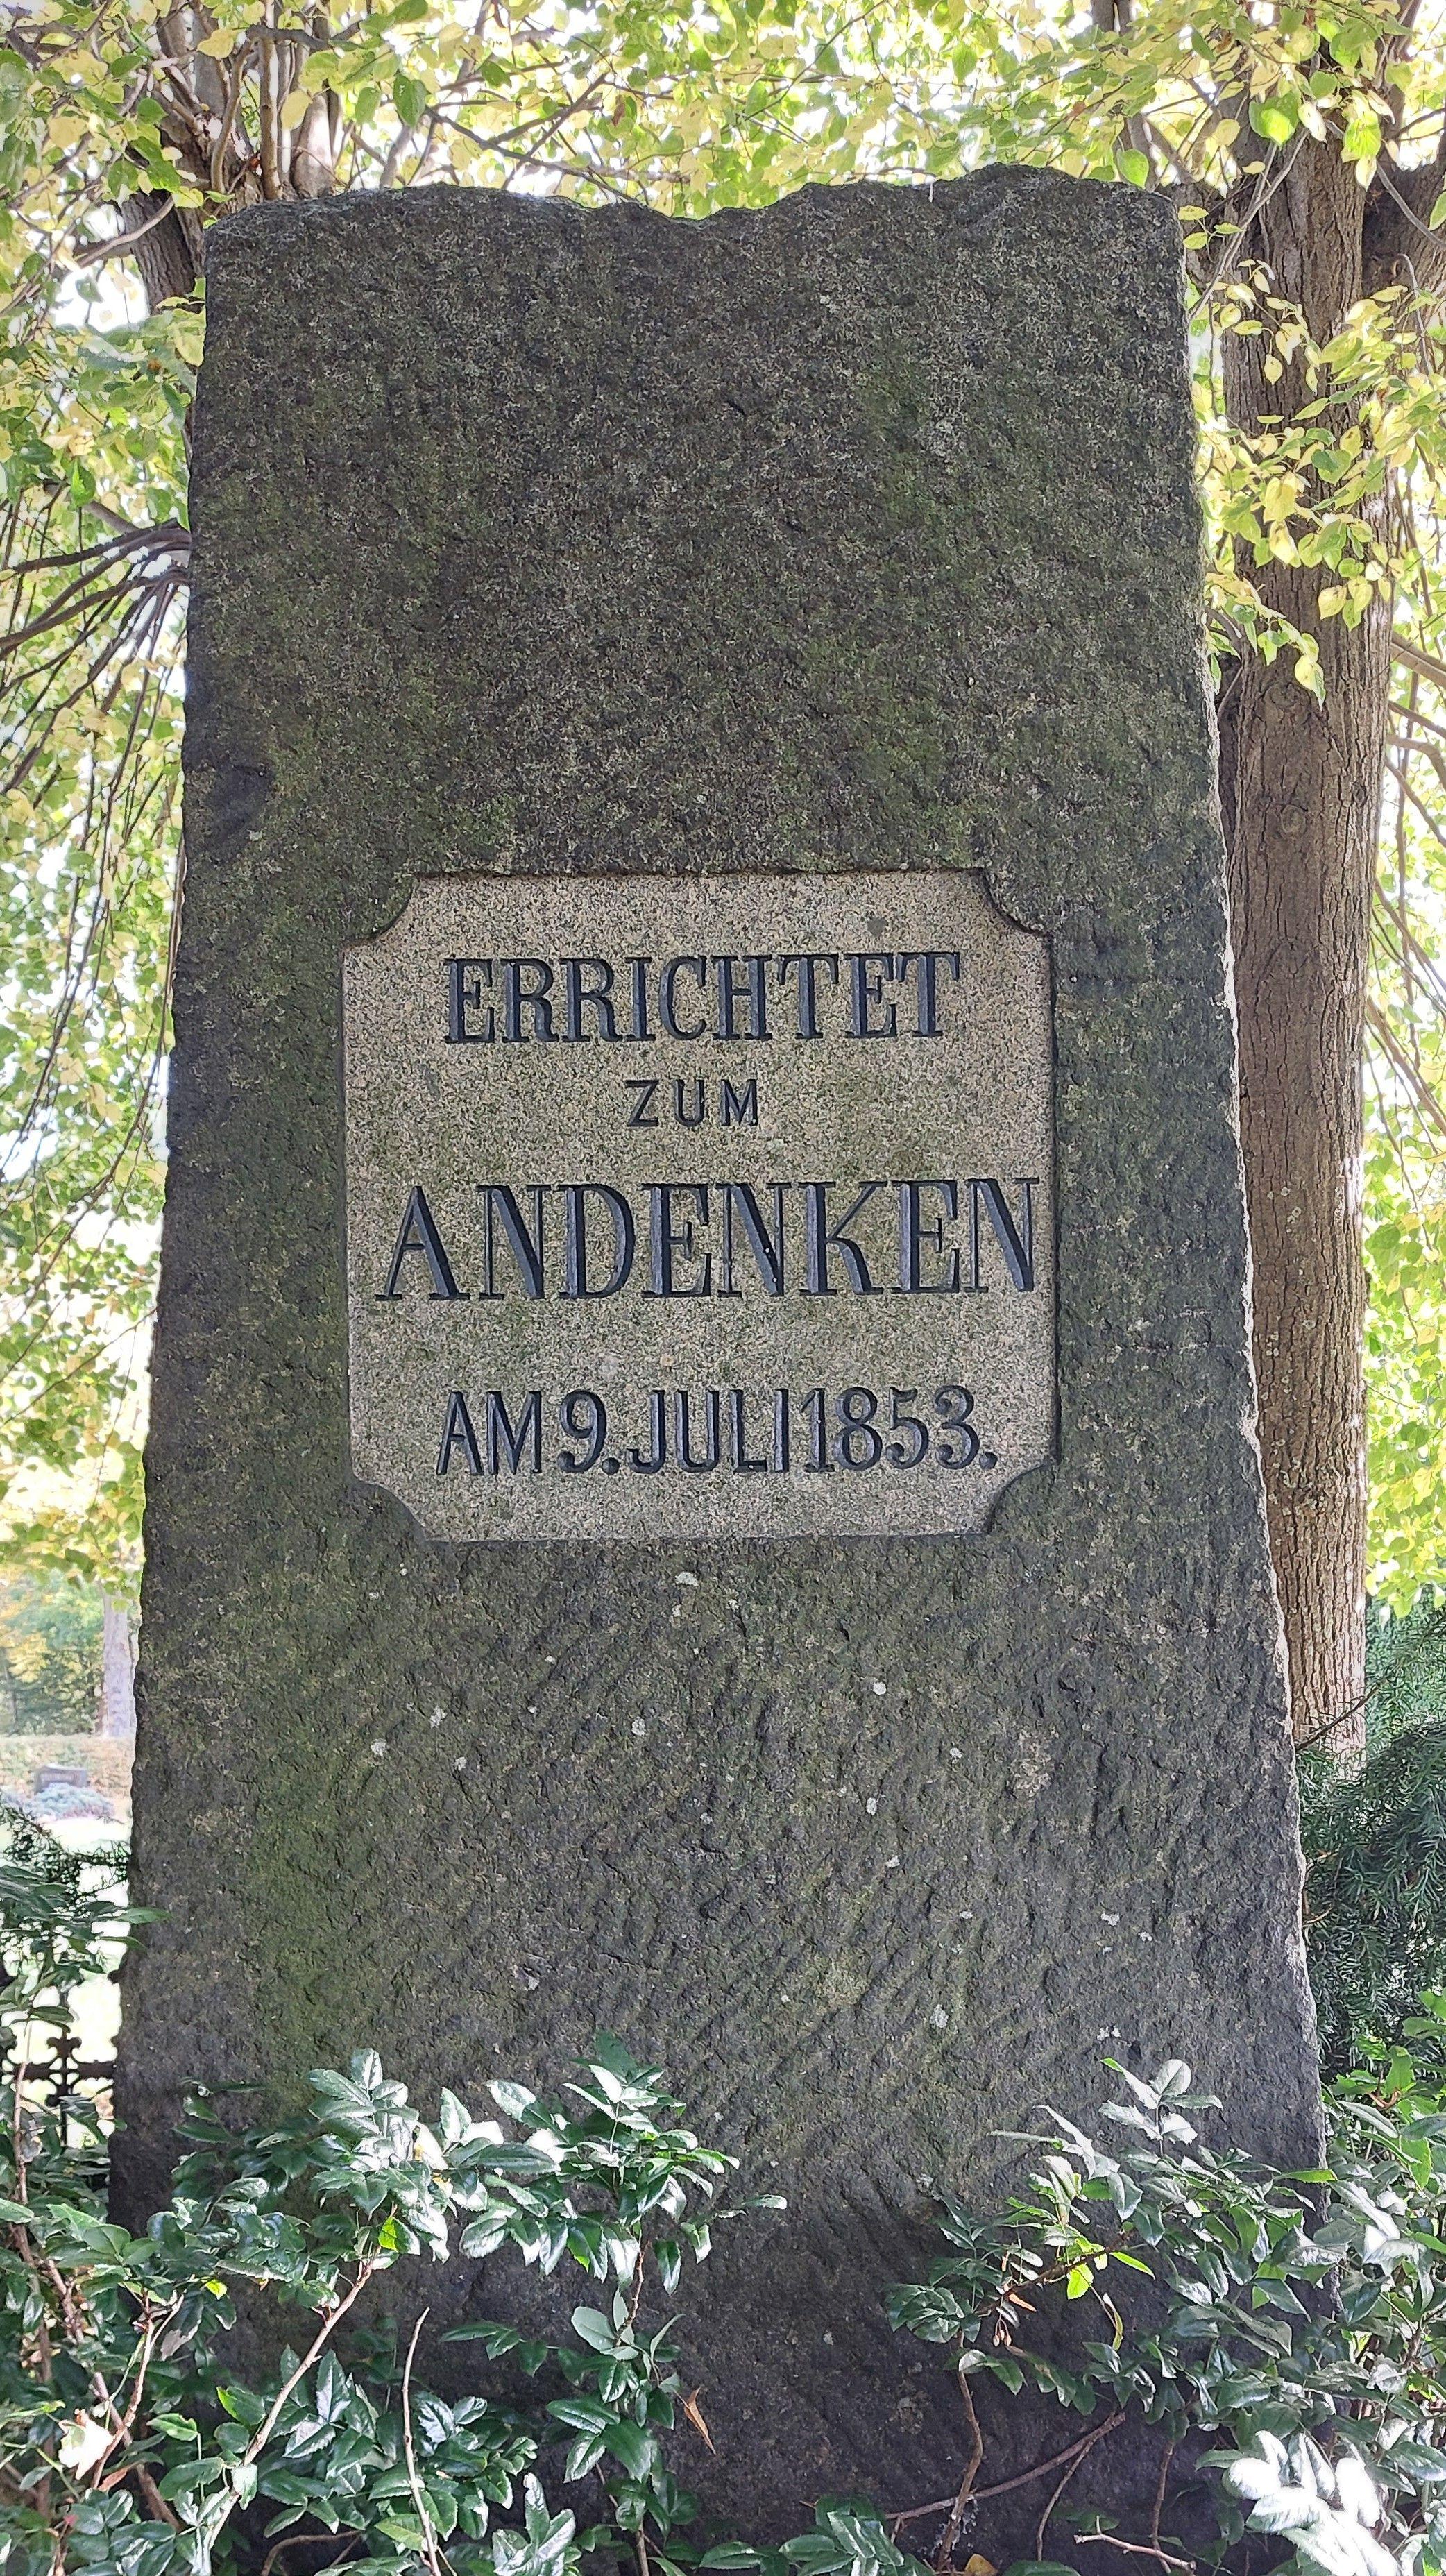 ERRICHTET
ZUM
ANDENKEN
AM 9. JULI 1853.